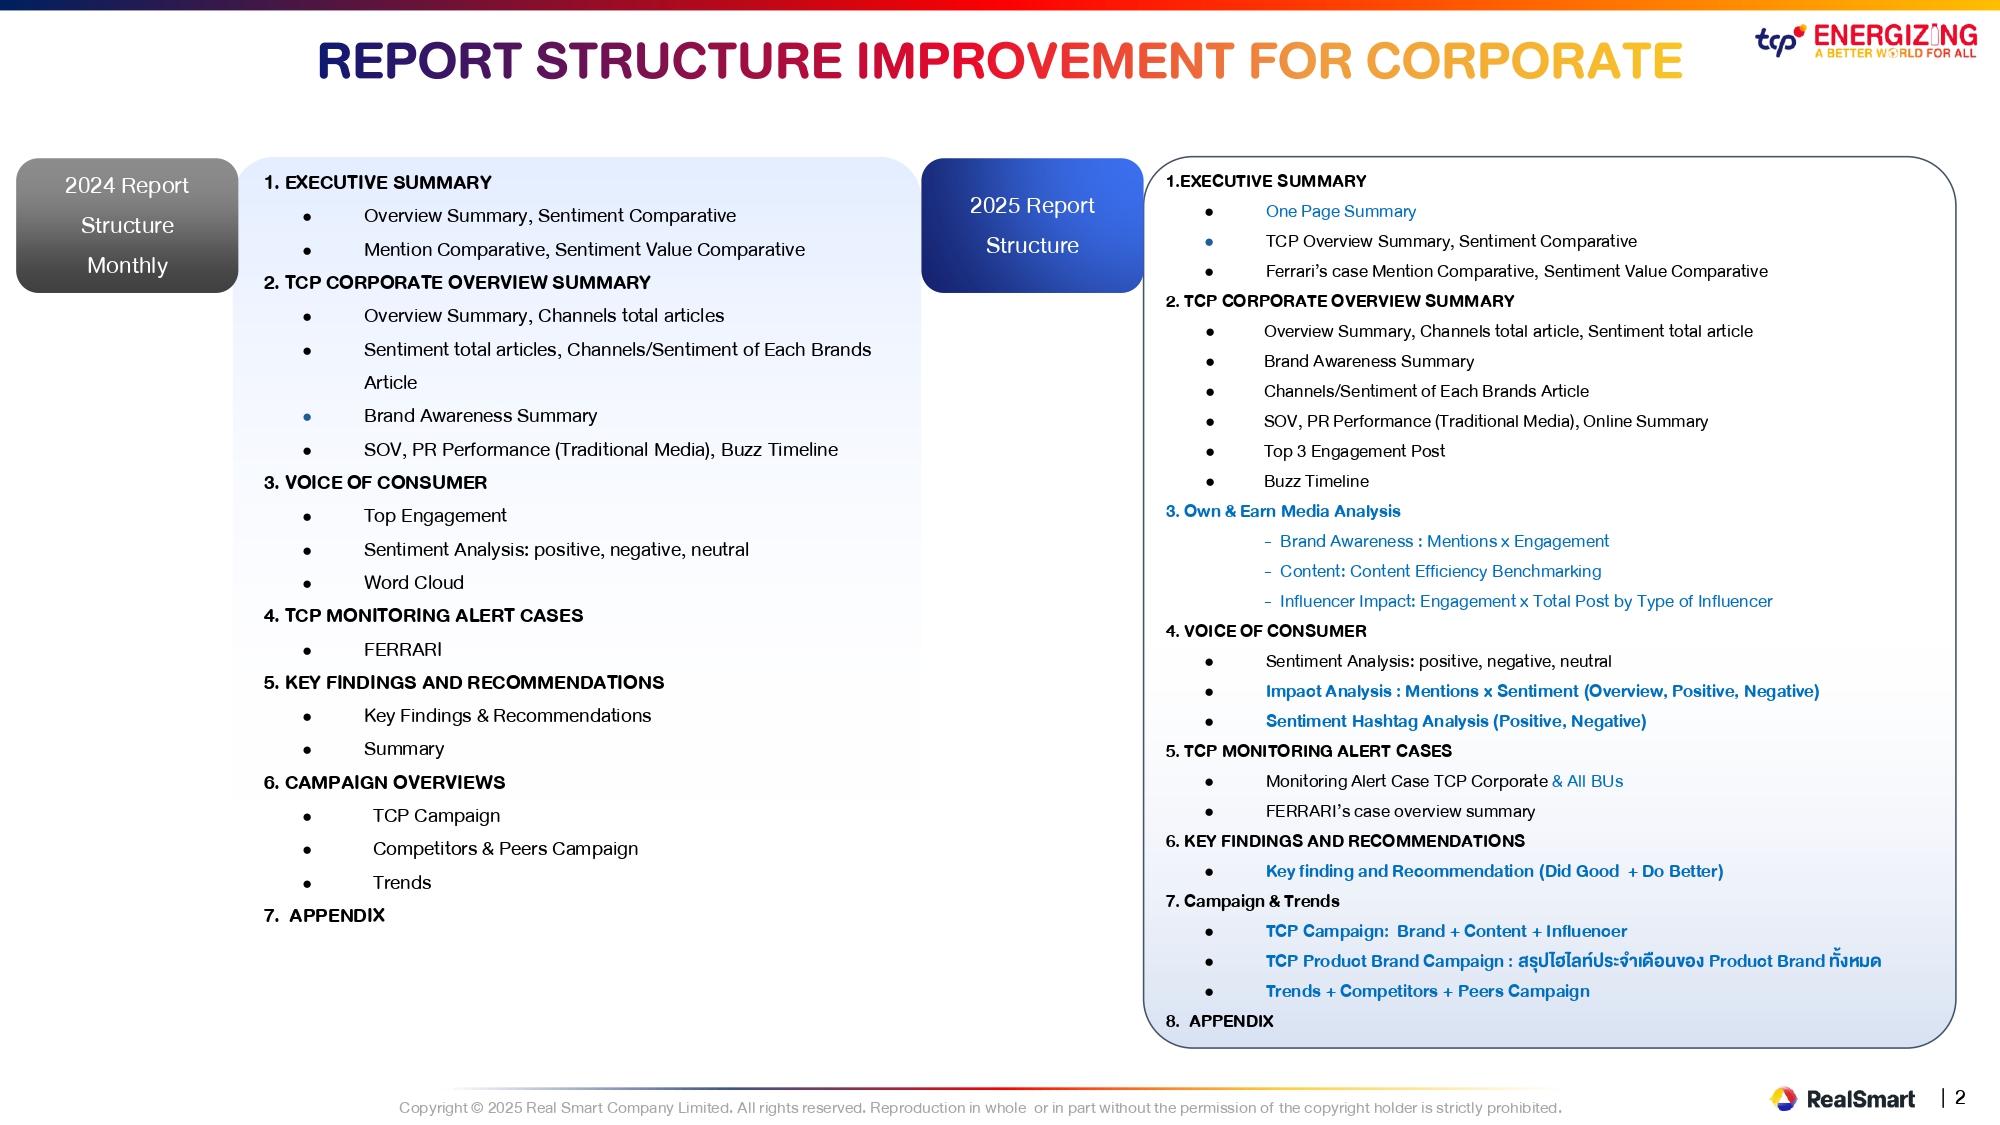 REPORT STRUCTURE IMPROVEMENT FOR CORPORATE
tcp ENERGIZING
A BETTER WORLD FOR ALL
2024 Report
Structure
Monthly
1. EXECUTIVE SUMMARY
● Overview Summary, Sentiment Comparative
● Mention Comparative, Sentiment Value Comparative
2. TCP CORPORATE OVERVIEW SUMMARY
● Overview Summary, Channels total articles
● Sentiment total articles, Channels/Sentiment of Each Brands
Article
● Brand Awareness Summary
● SOV, PR Performance (Traditional Media), Buzz Timeline
3. VOICE OF CONSUMER
● Top Engagement
● Sentiment Analysis: positive, negative, neutral
● Word Cloud
4. TCP MONITORING ALERT CASES
● FERRARI
5. KEY FINDINGS AND RECOMMENDATIONS
● Key Findings & Recommendations
● Summary
6. CAMPAIGN OVERVIEWS
● TCP Campaign
● Competitors & Peers Campaign
● Trends
7. APPENDIX
2025 Report
Structure
1.EXECUTIVE SUMMARY
● One Page Summary
● TCP Overview Summary, Sentiment Comparative
● Ferrari's case Mention Comparative, Sentiment Value Comparative
2. TCP CORPORATE OVERVIEW SUMMARY
● Overview Summary, Channels total article, Sentiment total article
● Brand Awareness Summary
● Channels/Sentiment of Each Brands Article
● SOV, PR Performance (Traditional Media), Online Summary
● Top 3 Engagement Post
● Buzz Timeline
3. Own & Earn Media Analysis
- Brand Awareness : Mentions x Engagement
- Content: Content Efficiency Benchmarking
- Influencer Impact: Engagement x Total Post by Type of Influencer
4. VOICE OF CONSUMER
● Sentiment Analysis: positive, negative, neutral
● Impact Analysis : Mentions x Sentiment (Overview, Positive, Negative)
● Sentiment Hashtag Analysis (Positive, Negative)
5. TCP MONITORING ALERT CASES
● Monitoring Alert Case TCP Corporate & All BUs
● FERRARI's case overview summary
6. KEY FINDINGS AND RECOMMENDATIONS
● Key finding and Recommendation (Did Good + Do Better)
7. Campaign & Trends
● TCP Campaign: Brand + Content + Influencer
● TCP Product Brand Campaign : สรุปไฮไลท์ประจำเดือนของ Product Brand ทั้งหมด
● Trends + Competitors + Peers Campaign
8. APPENDIX
Copyright © 2025 Real Smart Company Limited. All rights reserved. Reproduction in whole or in part without the permission of the copyright holder is strictly prohibited.
RealSmart | 2